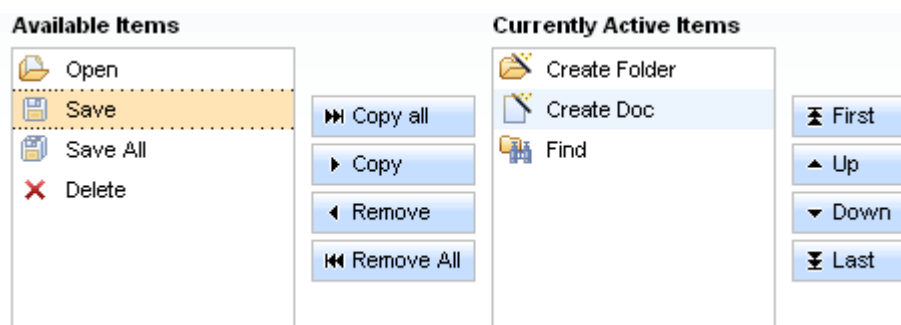 Available Items
Currently Active Items
Open
Save
Save All
Delete
Copy all
Copy
Remove
Remove All
Create Folder
Create Doc
Find
First
Up
Down
Last